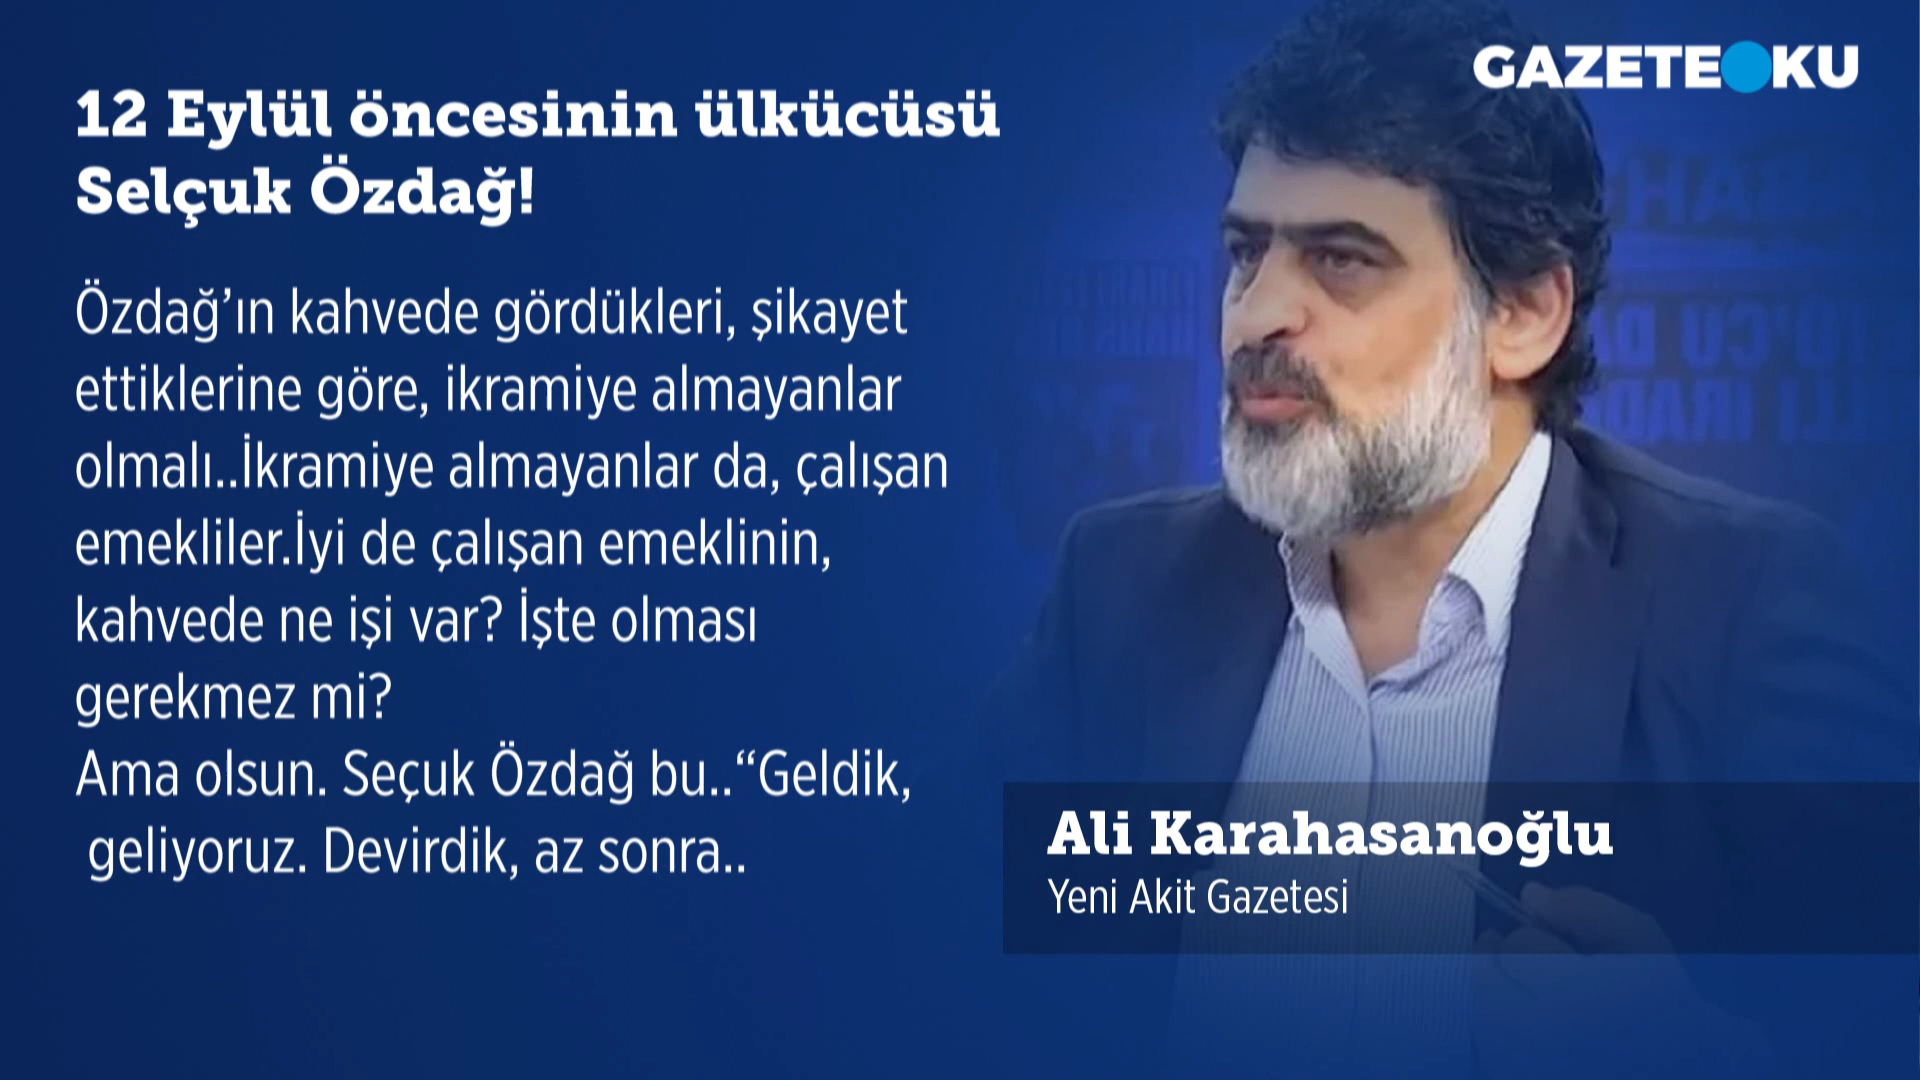 GAZETE OKU
12 Eylül öncesinin ülkücüsü
Selçuk Özdağ!
Özdağ’ın kahvede gördükleri, şikayet
ettiklerine göre, ikramiye almayanlar
olmalı..İkramiye almayanlar da, çalışan
emekliler.İyi de çalışan emeklinin,
kahvede ne işi var? İşte olması
gerekmez mi?
Ama olsun. Seçuk Özdağ bu..“Geldik,
geliyoruz. Devirdik, az sonra..
Ali Karahasanoğlu
Yeni Akit Gazetesi